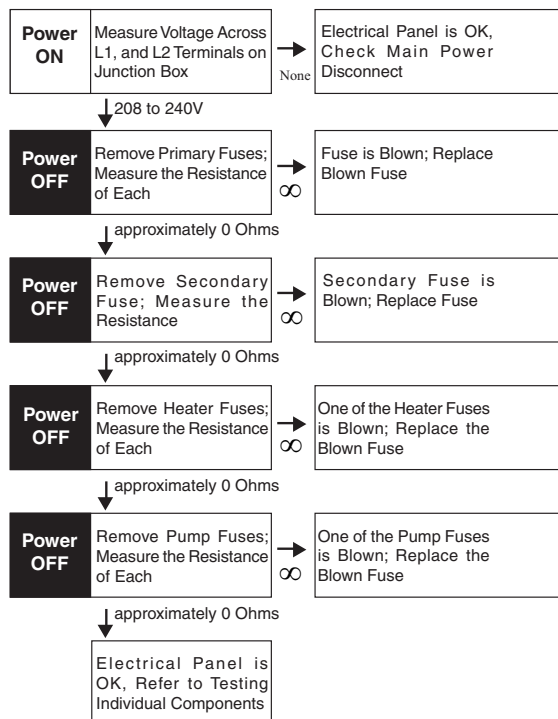 Power
ON
Measure Voltage Across
L1, and L2 Terminals on
Junction Box
None
Electrical Panel is OK,
Check Main Power
Disconnect
208 to 240V
Power
OFF
Remove Primary Fuses;
Measure the Resistance
of Each
∞
Fuse is Blown; Replace
Blown Fuse
approximately 0 Ohms
Power
OFF
Remove Secondary
Fuse; Measure the
Resistance
∞
Secondary Fuse is
Blown; Replace Fuse
approximately 0 Ohms
Power
OFF
Remove Heater Fuses;
Measure the Resistance
of Each
∞
One of the Heater Fuses
is Blown; Replace the
Blown Fuse
approximately 0 Ohms
Power
OFF
Remove Pump Fuses;
Measure the Resistance
of Each
∞
One of the Pump Fuses
is Blown; Replace the
Blown Fuse
approximately 0 Ohms
Electrical Panel is
OK, Refer to Testing
Individual Components